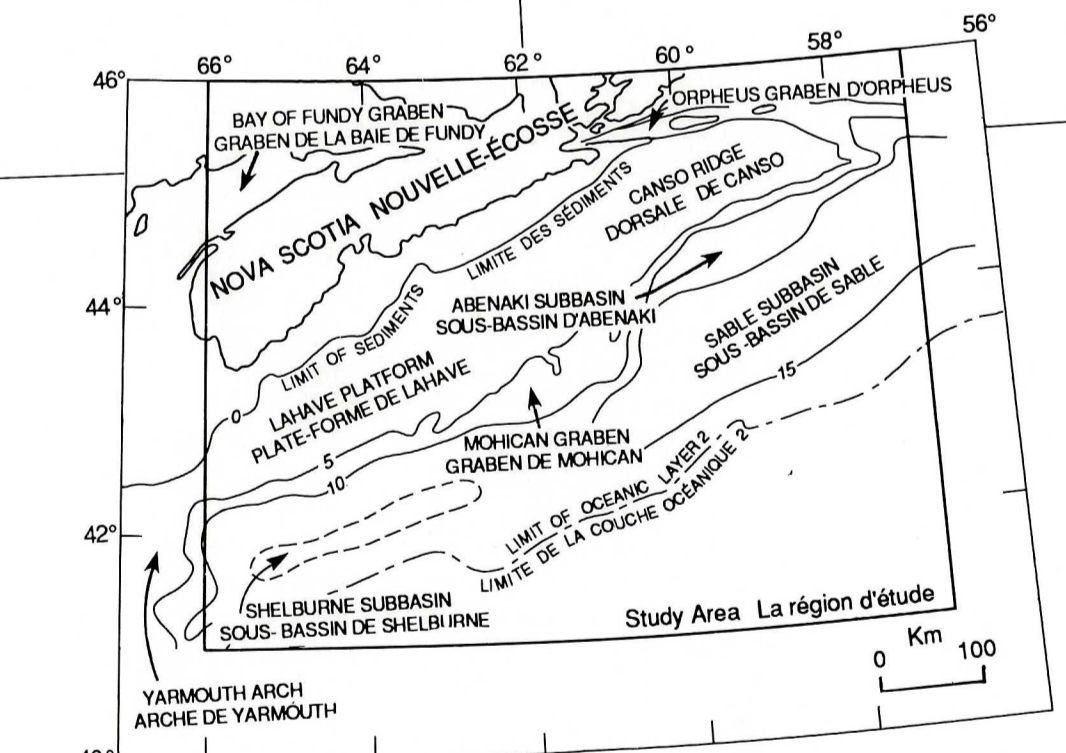 56°
58°
60°
62°
64°
66°
46°
ORPHEUS GRABEN D'ORPHEUS
BAY OF FUNDY GRABEN
GRABEN DE LA BAIE DE FUNDY
NOVA SCOTIA NOUVELLE-ÉCOSSE
CANSO RIDGE
DORSALE DE CANSO
LIMITE DES SÉDIMENTS
LIMIT OF SEDIMENTS
44°
ABENAKI SUBBASIN
SOUS-BASSIN D'ABENAKI
SABLE SUBBASIN
SOUS-BASSIN DE SABLE
LAHAVE PLATFORM
PLATE-FORME DE LAHAVE
0
15
MOHICAN GRABEN
GRABEN DE MOHICAN
5
10
LIMIT OF OCEANIC LAYER 2
LIMITE DE LA COUCHE OCÉANIQUE 2
42°
SHELBURNE SUBBASIN
SOUS-BASSIN DE SHELBURNE
Study Area La région d'étude
Km
0 100
YARMOUTH ARCH
ARCHE DE YARMOUTH